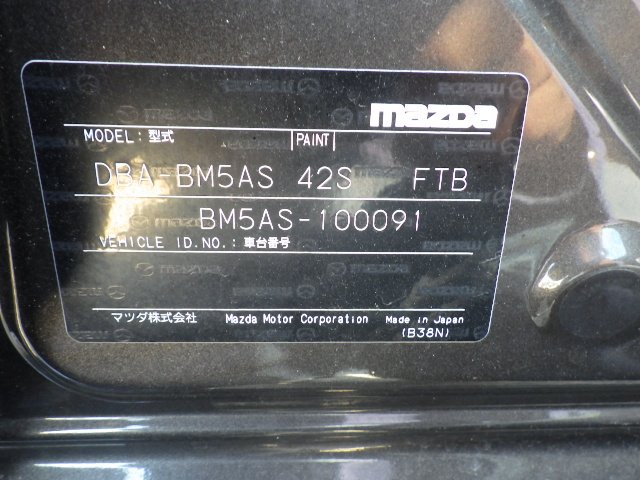 mazda
MODEL: 型式 PAINT
DBA-BM5AS 42S FTB
BM5AS-100091
VEHICLE ID.NO.: 車台番号
マツダ株式会社 Mazda Motor Corporation Made in Japan
(B38N)